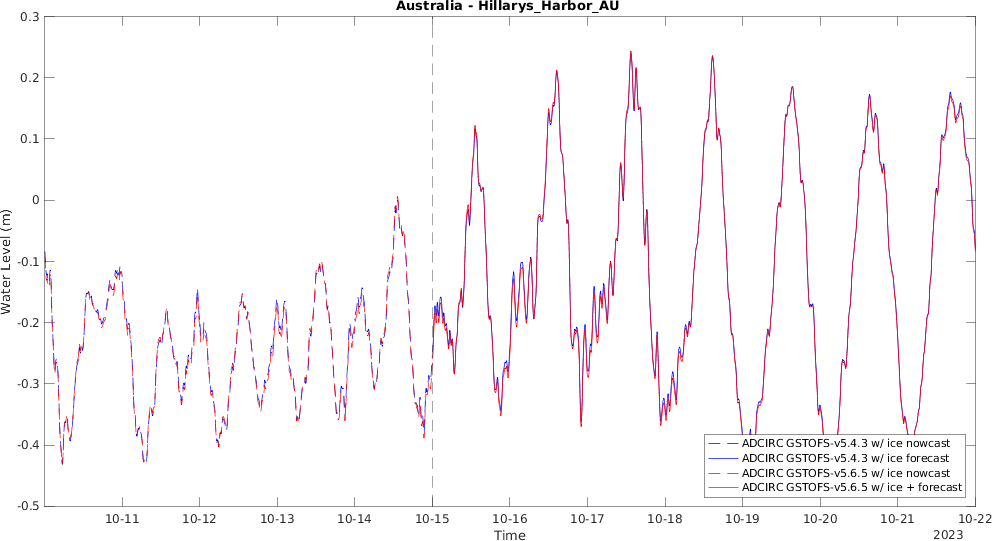 Australia - Hillarys_Harbor_AU
0.3
0.2
0.1
0
-0.1
-0.2
-0.3
-0.4
-0.5
Water Level (m)
ADCIRC GSTOFS-v5.4.3 w/ ice nowcast
ADCIRC GSTOFS-v5.4.3 w/ ice forecast
ADCIRC GSTOFS-v5.6.5 w/ ice nowcast
ADCIRC GSTOFS-v5.6.5 w/ ice + forecast
10-11 10-12 10-13 10-14 10-15 10-16 10-17 10-18 10-19 10-20 10-21 10-22
Time
2023